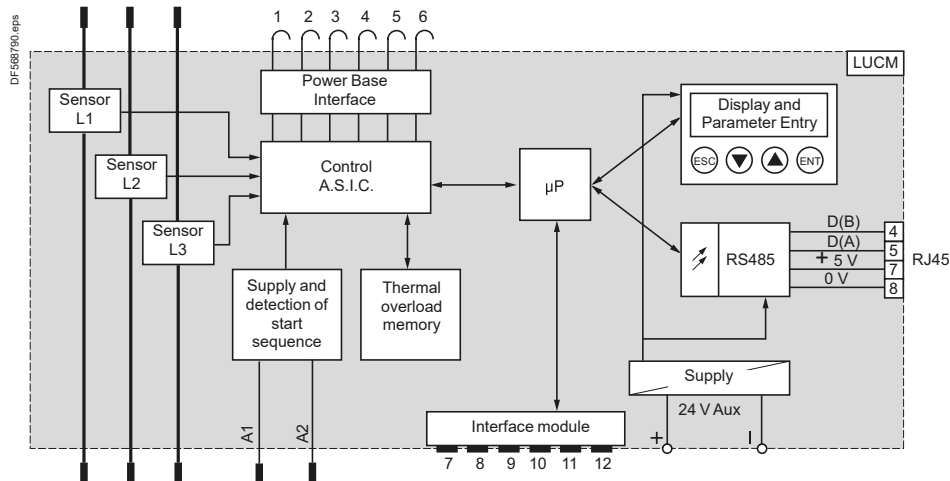 DF568790.eps
1 2 3 4 5 6
LUCM
Power Base
Interface
Sensor
L1
Sensor
L2
Sensor
L3
Control
A.S.I.C.
µP
Display and
Parameter Entry
ESC
ENT
RS485
D(B)
D(A)
+ 5 V
0 V
4
5
7
8
RJ45
Supply and
detection of
start
sequence
Thermal
overload
memory
Supply
24 V Aux
+ –
A1 A2
Interface module
7 8 9 10 11 12